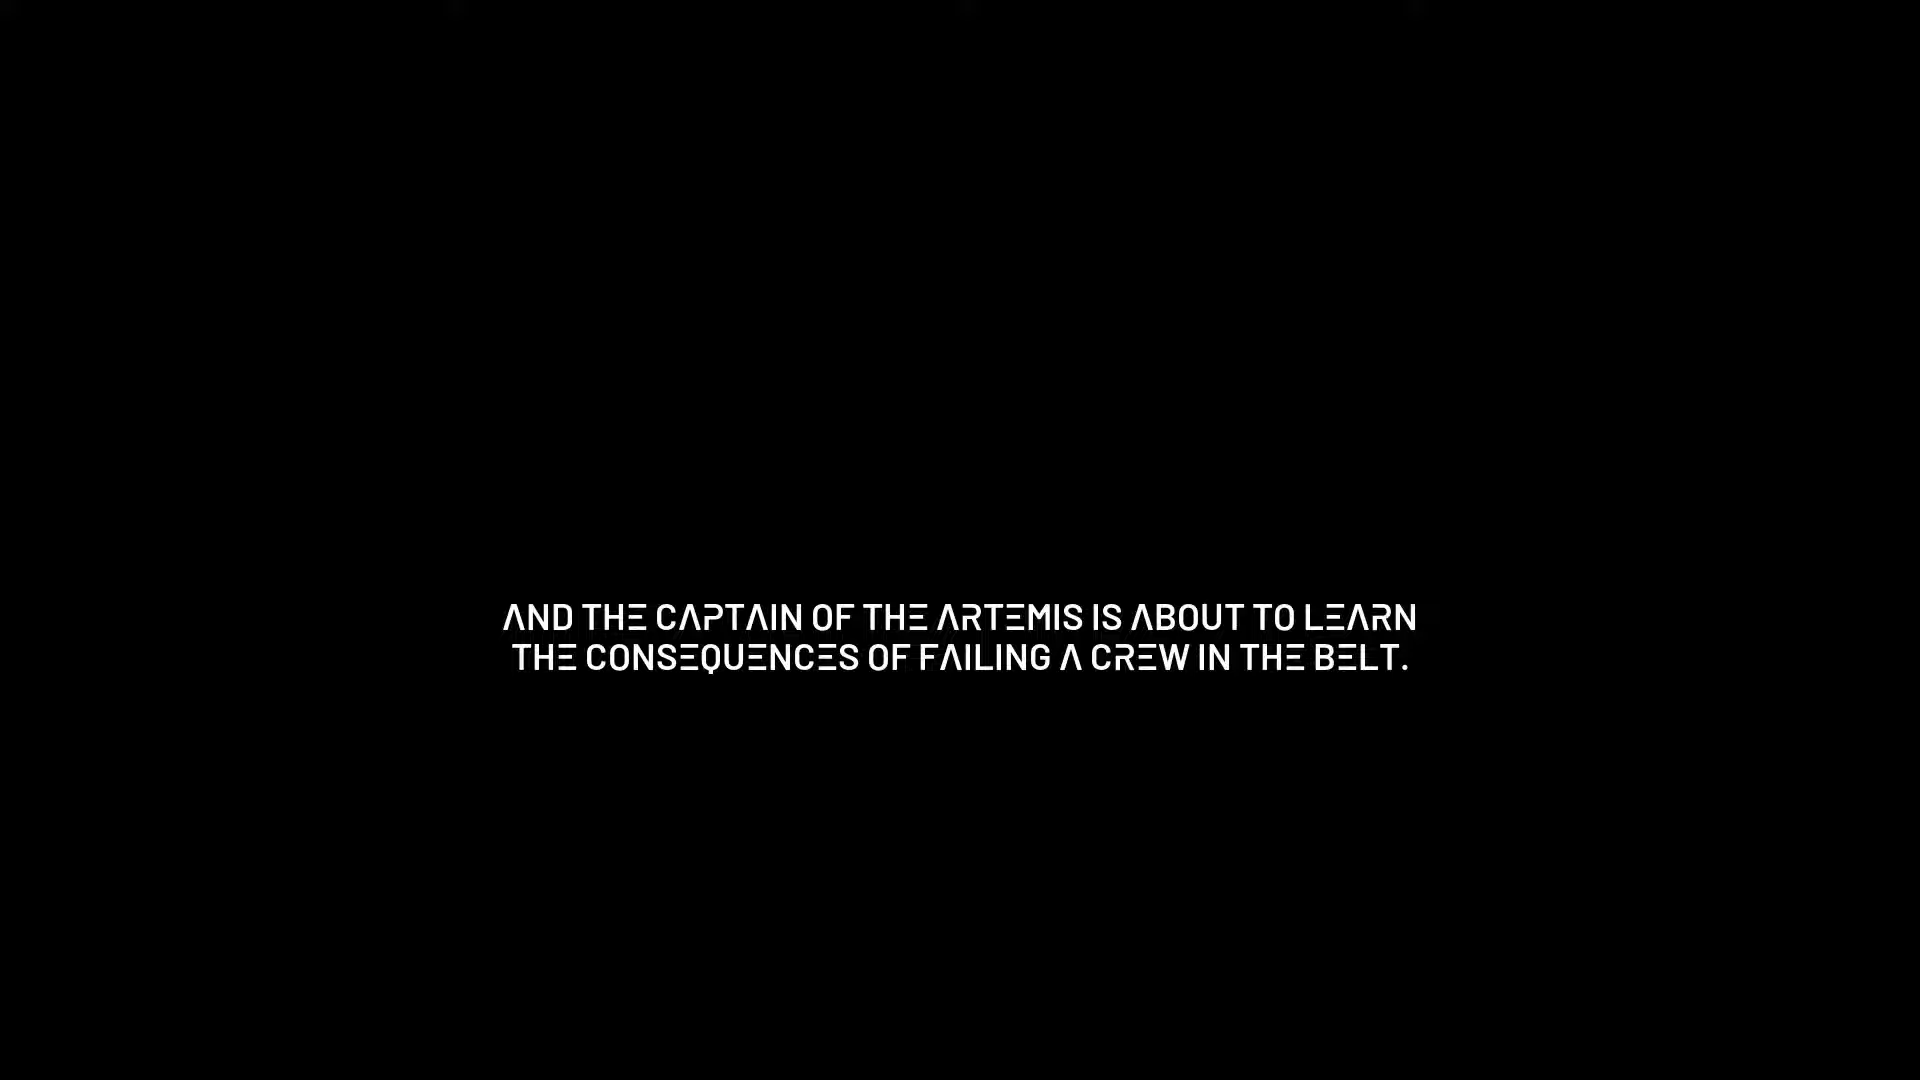 AND THE CAPTAIN OF THE ARTEMIS IS ABOUT TO LEARN
THE CONSEQUENCES OF FAILING A CREW IN THE BELT.